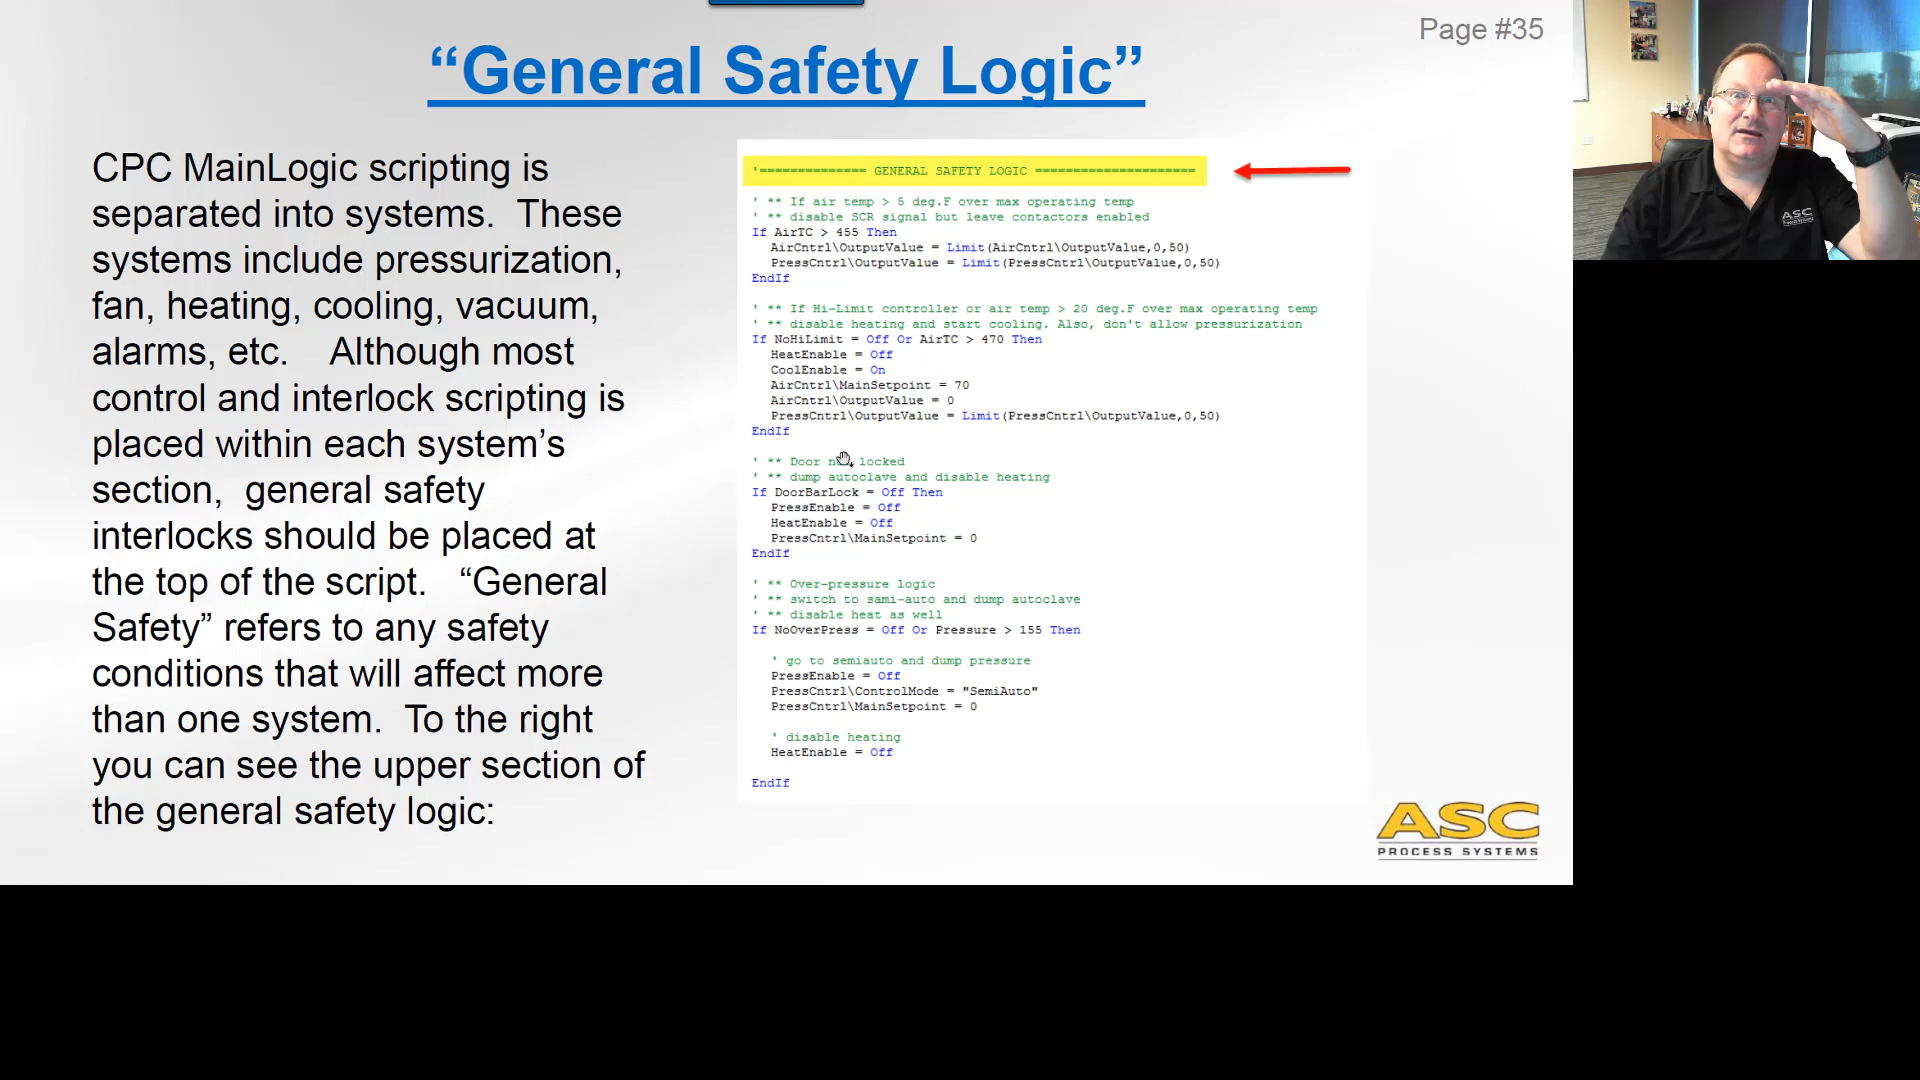 Page #35
“General Safety Logic”
CPC MainLogic scripting is
separated into systems. These
systems include pressurization,
fan, heating, cooling, vacuum,
alarms, etc. Although most
control and interlock scripting is
placed within each system’s
section, general safety
interlocks should be placed at
the top of the script. “General
Safety” refers to any safety
conditions that will affect more
than one system. To the right
you can see the upper section of
the general safety logic:
'============== GENERAL SAFETY LOGIC =====================
' ** If air temp > 5 deg.F over max operating temp
' ** disable SCR signal but leave contactors enabled
If AirTC > 455 Then
AirCntrl\OutputValue = Limit(AirCntrl\OutputValue,0,50)
PressCntrl\OutputValue = Limit(PressCntrl\OutputValue,0,50)
EndIf
' ** If Hi-Limit controller or air temp > 20 deg.F over max operating temp
' ** disable heating and start cooling. Also, don't allow pressurization
If NoHiLimit = Off Or AirTC > 470 Then
HeatEnable = Off
CoolEnable = On
AirCntrl\MainSetpoint = 70
AirCntrl\OutputValue = 0
PressCntrl\OutputValue = Limit(PressCntrl\OutputValue,0,50)
EndIf
' ** Door locked
' ** dump autoclave and disable heating
If DoorBarLock = Off Then
PressEnable = Off
HeatEnable = Off
PressCntrl\MainSetpoint = 0
EndIf
' ** Over-pressure logic
' ** switch to sami-auto and dump autoclave
' ** disable heat as well
If NoOverPress = Off Or Pressure > 155 Then
' go to semiauto and dump pressure
PressEnable = Off
PressCntrl\ControlMode = "SemiAuto"
PressCntrl\MainSetpoint = 0
' disable heating
HeatEnable = Off
EndIf
ASC
PROCESS SYSTEMS
ASC